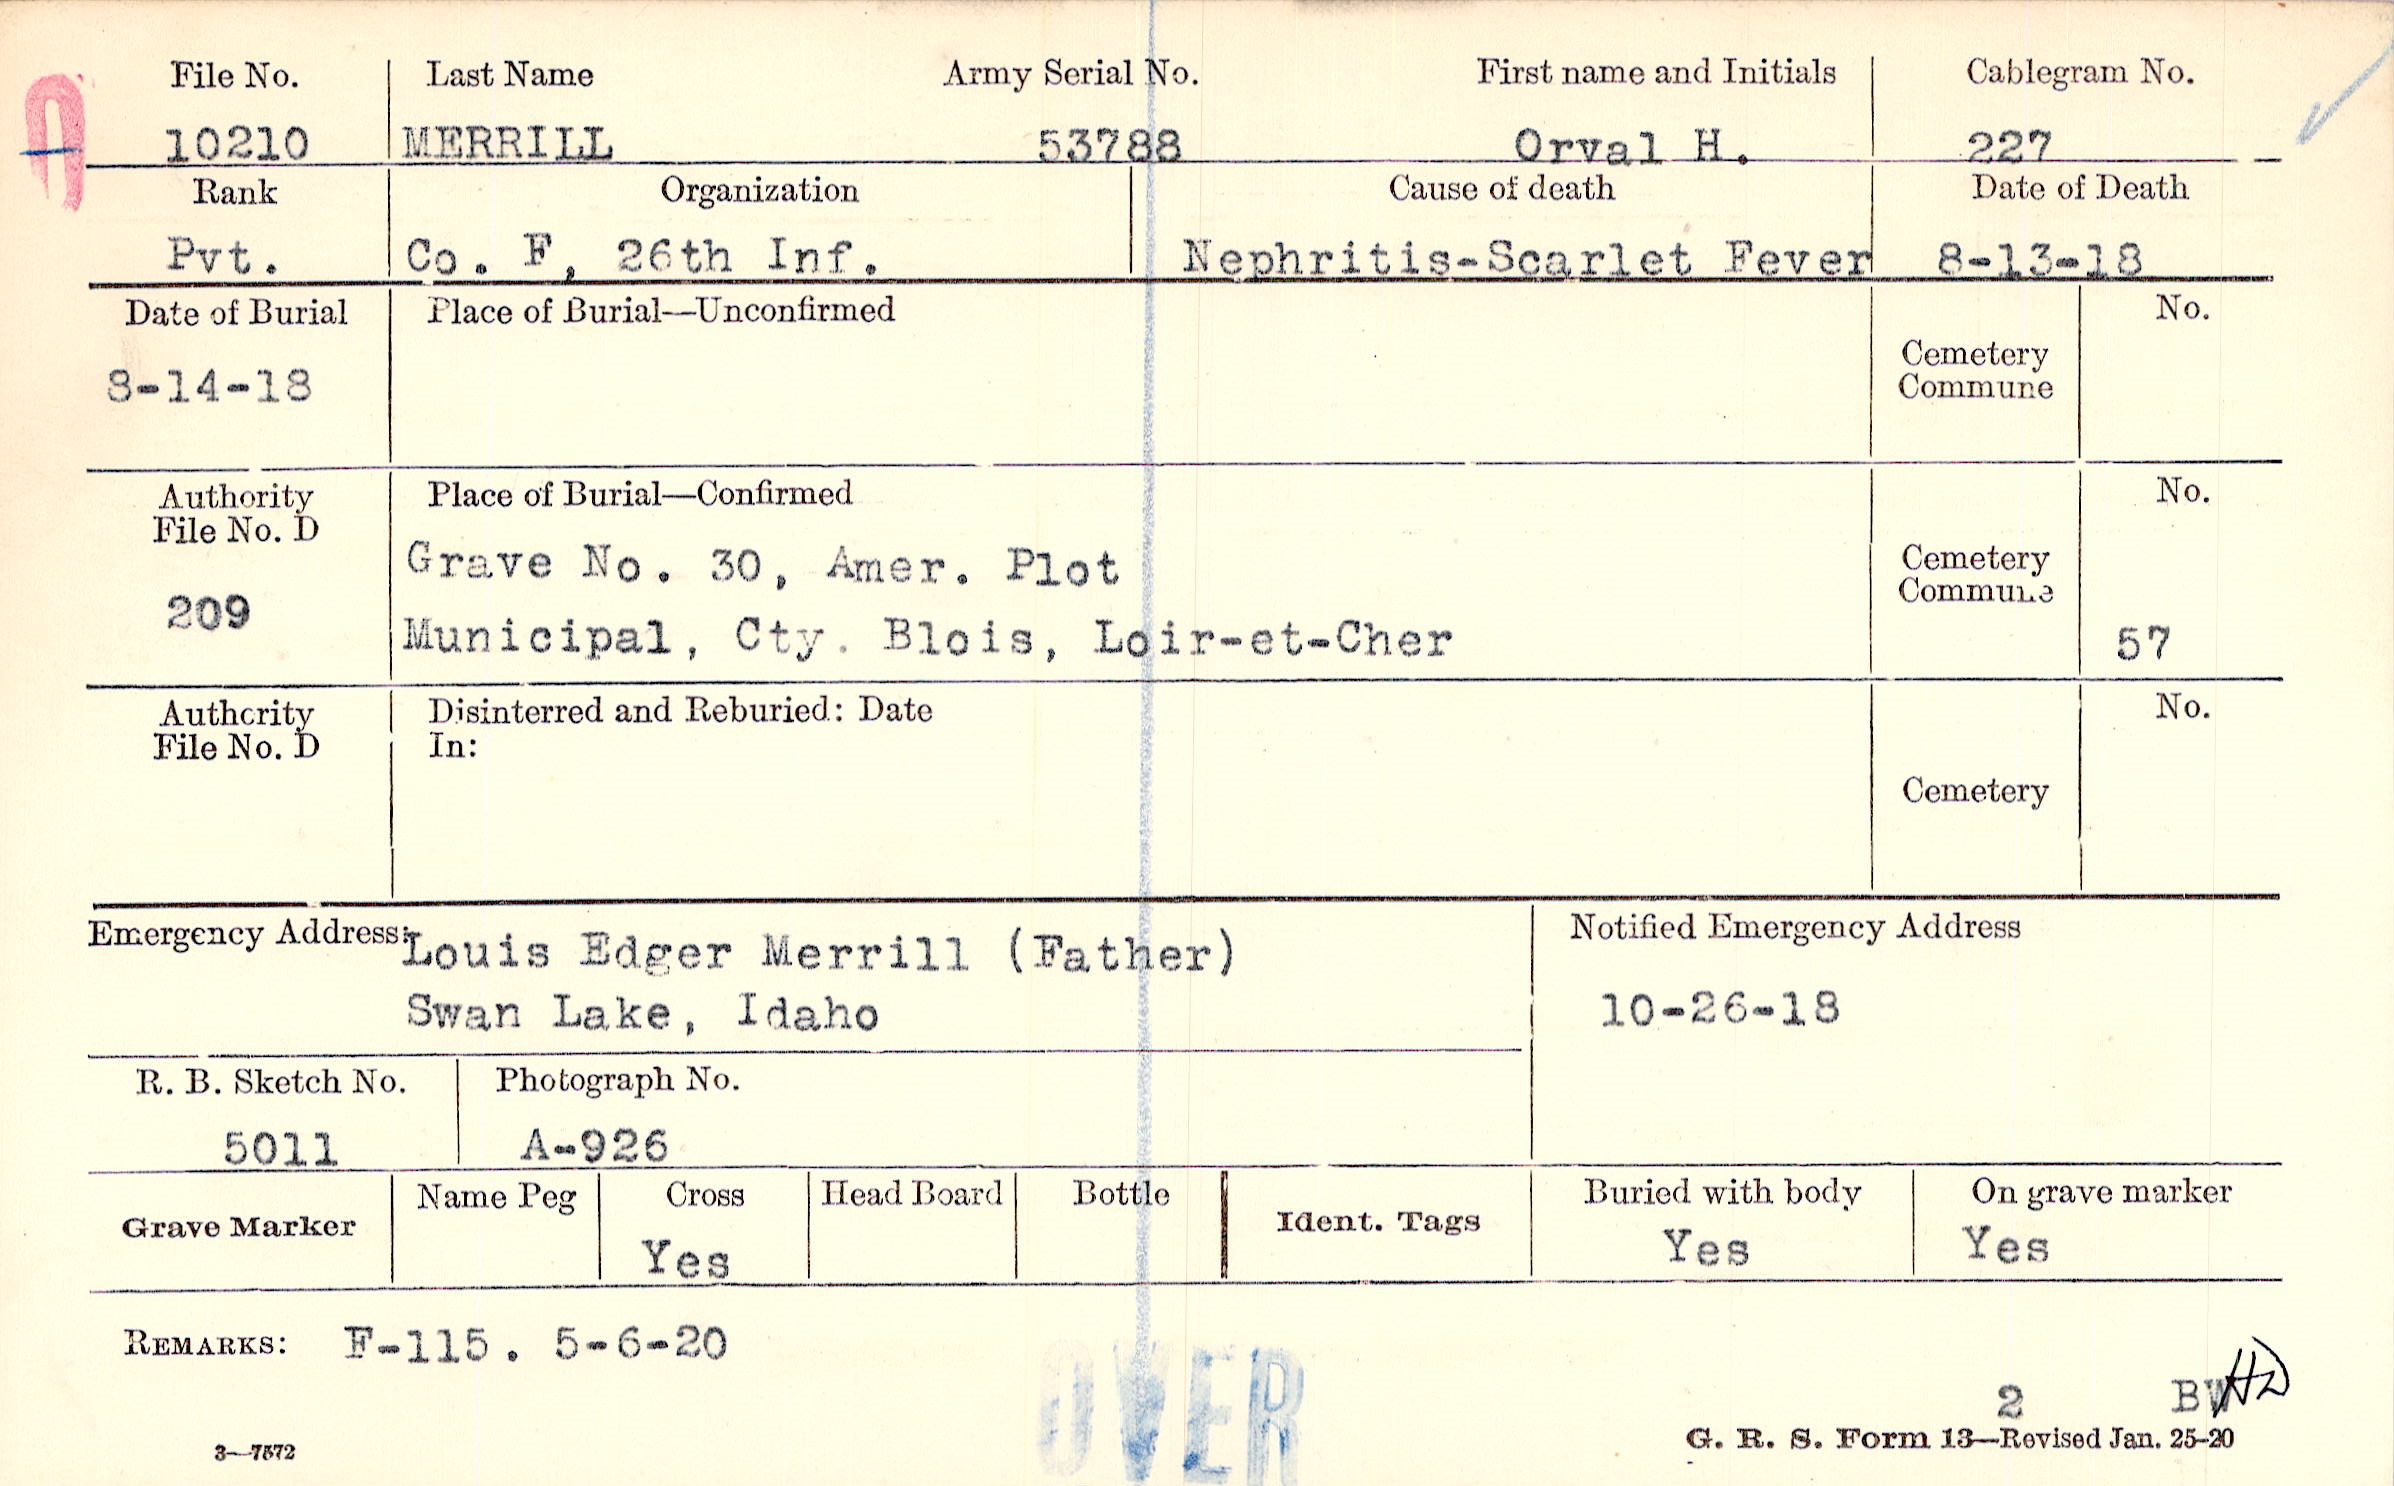 File No. Last Name Army Serial No. First name and Initials Cablegram No.
10210 MERRILL 53788 Orval H. 227
Rank Organization Cause of death Date of Death
Pvt. Co. F, 26th Inf. Nephritis-Scarlet Fever 8-13-18
Date of Burial Place of Burial—Unconfirmed No.
Cemetery
Commune
8-14-18
Authority Place of Burial—Confirmed No.
File No. D
Grave No. 30, Amer. Plot Cemetery
Commune
209
Municipal, Cty. Blois, Loir-et-Cher 57
Authority Disinterred and Reburied: Date No.
File No. D In:
Cemetery
Emergency Address: Louis Edger Merrill (Father) Notified Emergency Address
Swan Lake, Idaho 10-26-18
R. B. Sketch No. Photograph No.
5011 A-926
Grave Marker Name Peg Cross Head Board Bottle Ident. Tags Buried with body On grave marker
Yes Yes Yes
REMARKS: F-115. 5-6-20
OVER
2 BW HD
3—7572 G. R. S. Form 13—Revised Jan. 25-20